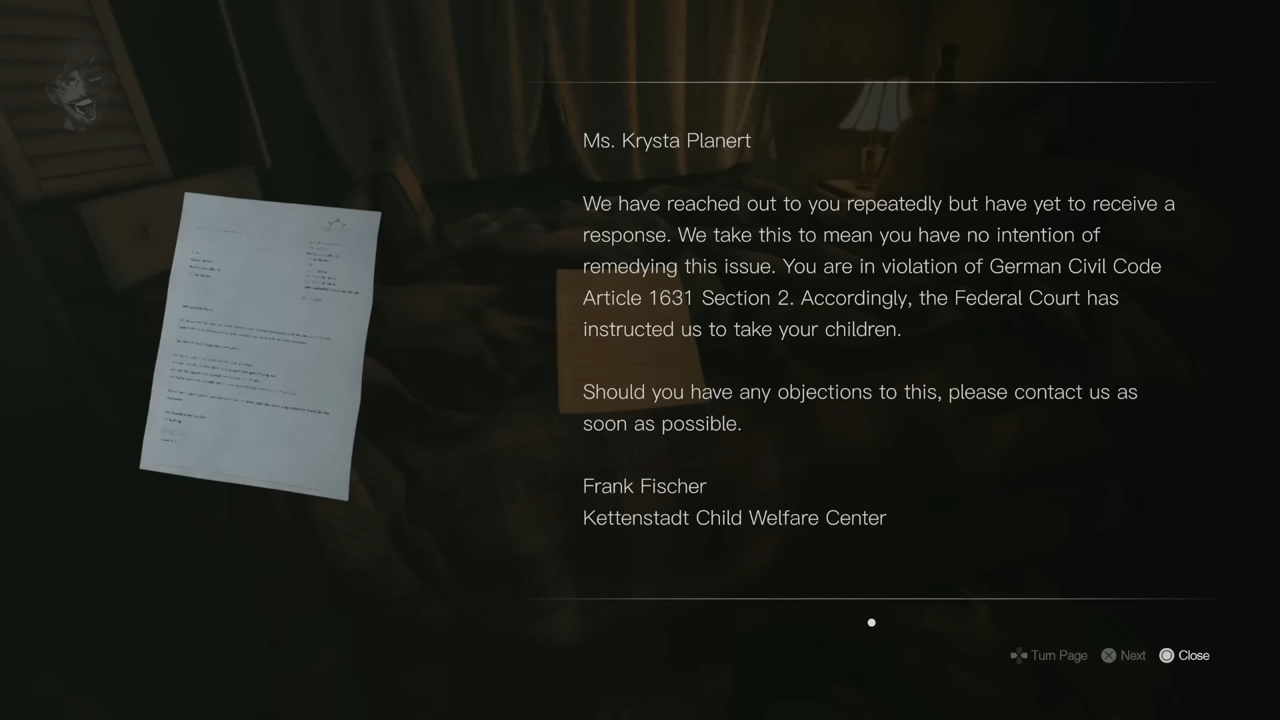 Ms. Krysta Planert
We have reached out to you repeatedly but have yet to receive a
response. We take this to mean you have no intention of
remedying this issue. You are in violation of German Civil Code
Article 1631 Section 2. Accordingly, the Federal Court has
instructed us to take your children.
Should you have any objections to this, please contact us as
soon as possible.
Frank Fischer
Kettenstadt Child Welfare Center
Turn Page
Next
Close